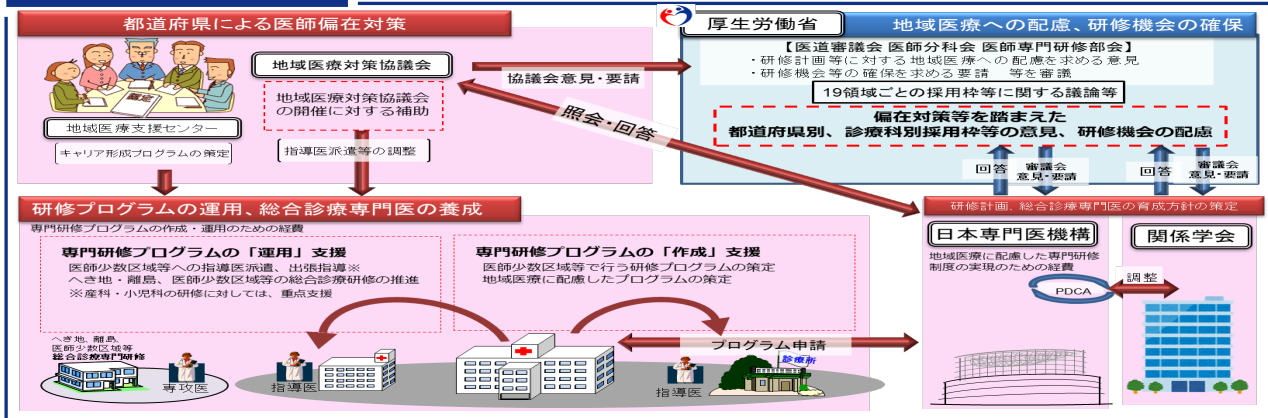 都道府県による医師偏在対策
地域医療対策協議会
地域医療対策協議会
の開催に対する補助
指導医派遣等の調整
策定
地域医療支援センター
キャリア形成プログラムの策定
協議会意見・要請
照会・回答
厚生労働省
地域医療への配慮、研修機会の確保
【医道審議会 医師分科会 医師専門研修部会】
・研修計画等に対する地域医療への配慮を求める意見
・研修機会等の確保を求める要請　等を審議
19領域ごとの採用枠等に関する議論等
偏在対策等を踏まえた
都道府県別、診療科別採用枠等の意見、研修機会の配慮
回答
審議会
意見・要請
回答
審議会
意見・要請
研修プログラムの運用、総合診療専門医の養成
専門研修プログラムの作成・運用のための経費
専門研修プログラムの「運用」支援
医師少数区域等への指導医派遣、出張指導※
へき地・離島、医師少数区域等の総合診療研修の推進
※産科・小児科の研修に対しては、重点支援
専門研修プログラムの「作成」支援
医師少数区域等で行う研修プログラムの策定
地域医療に配慮したプログラムの策定
へき地、離島、
医師少数区域等
総合診療専門研修
専攻医
指導医
指導医
診療所
プログラム申請
研修計画、総合診療専門医の育成方針の策定
日本専門医機構
関係学会
地域医療に配慮した専門研修
制度の実現のための経費
PDCA
調整